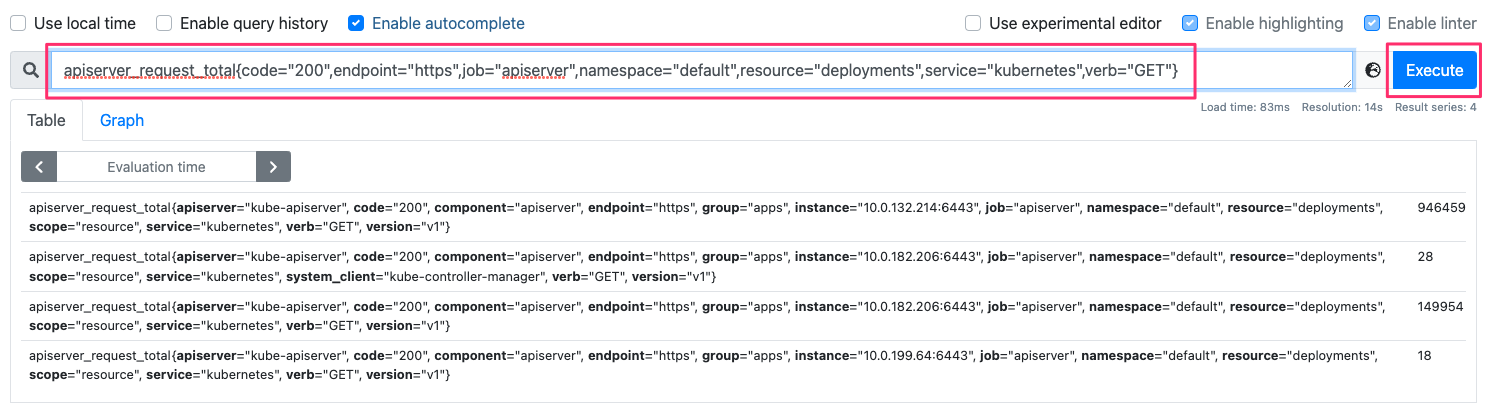 Use local time Enable query history Enable autocomplete Use experimental editor Enable highlighting Enable linter
apiserver_request_total{code="200",endpoint="https",job="apiserver",namespace="default",resource="deployments",service="kubernetes",verb="GET"} Execute
Load time: 83ms Resolution: 14s Result series: 4
Table Graph
Evaluation time
apiserver_request_total{apiserver="kube-apiserver", code="200", component="apiserver", endpoint="https", group="apps", instance="10.0.132.214:6443", job="apiserver", namespace="default", resource="deployments", 946459
scope="resource", service="kubernetes", verb="GET", version="v1"}
apiserver_request_total{apiserver="kube-apiserver", code="200", component="apiserver", endpoint="https", group="apps", instance="10.0.182.206:6443", job="apiserver", namespace="default", resource="deployments", 28
scope="resource", service="kubernetes", system_client="kube-controller-manager", verb="GET", version="v1"}
apiserver_request_total{apiserver="kube-apiserver", code="200", component="apiserver", endpoint="https", group="apps", instance="10.0.182.206:6443", job="apiserver", namespace="default", resource="deployments", 149954
scope="resource", service="kubernetes", verb="GET", version="v1"}
apiserver_request_total{apiserver="kube-apiserver", code="200", component="apiserver", endpoint="https", group="apps", instance="10.0.199.64:6443", job="apiserver", namespace="default", resource="deployments", 18
scope="resource", service="kubernetes", verb="GET", version="v1"}